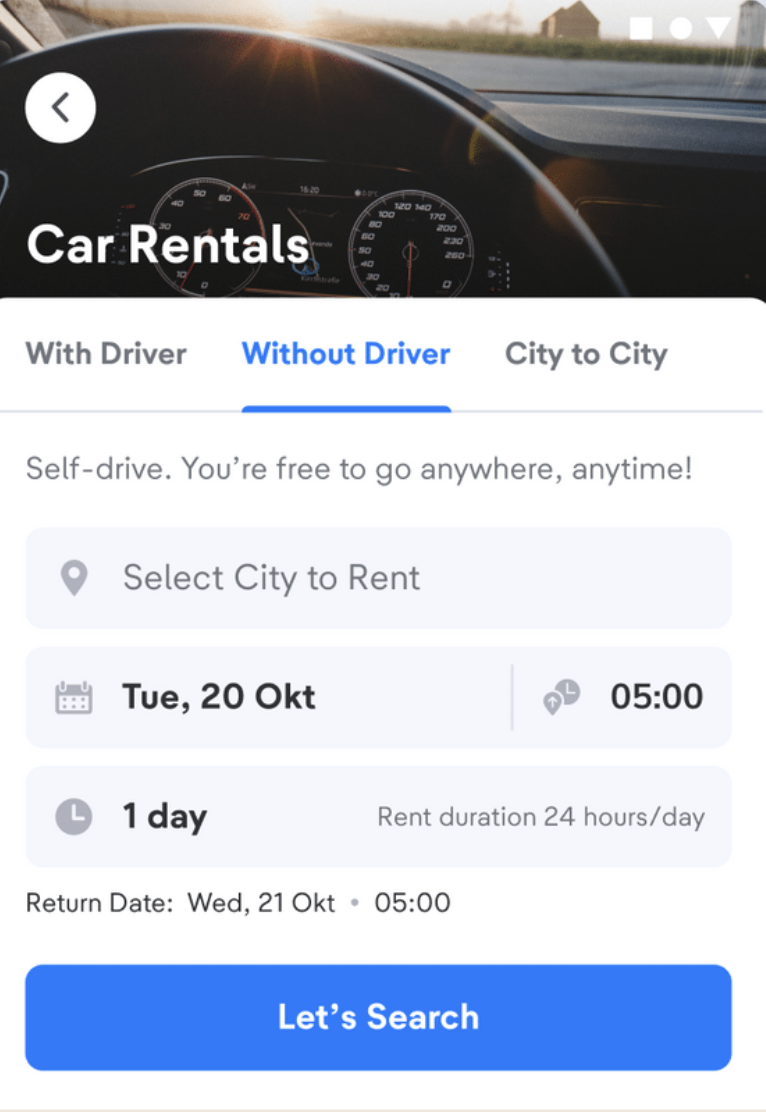 16:20
Car Rentals
With Driver Without Driver City to City
Self-drive. You’re free to go anywhere, anytime!
Select City to Rent
Tue, 20 Okt 05:00
1 day Rent duration 24 hours/day
Return Date: Wed, 21 Okt • 05:00
Let’s Search